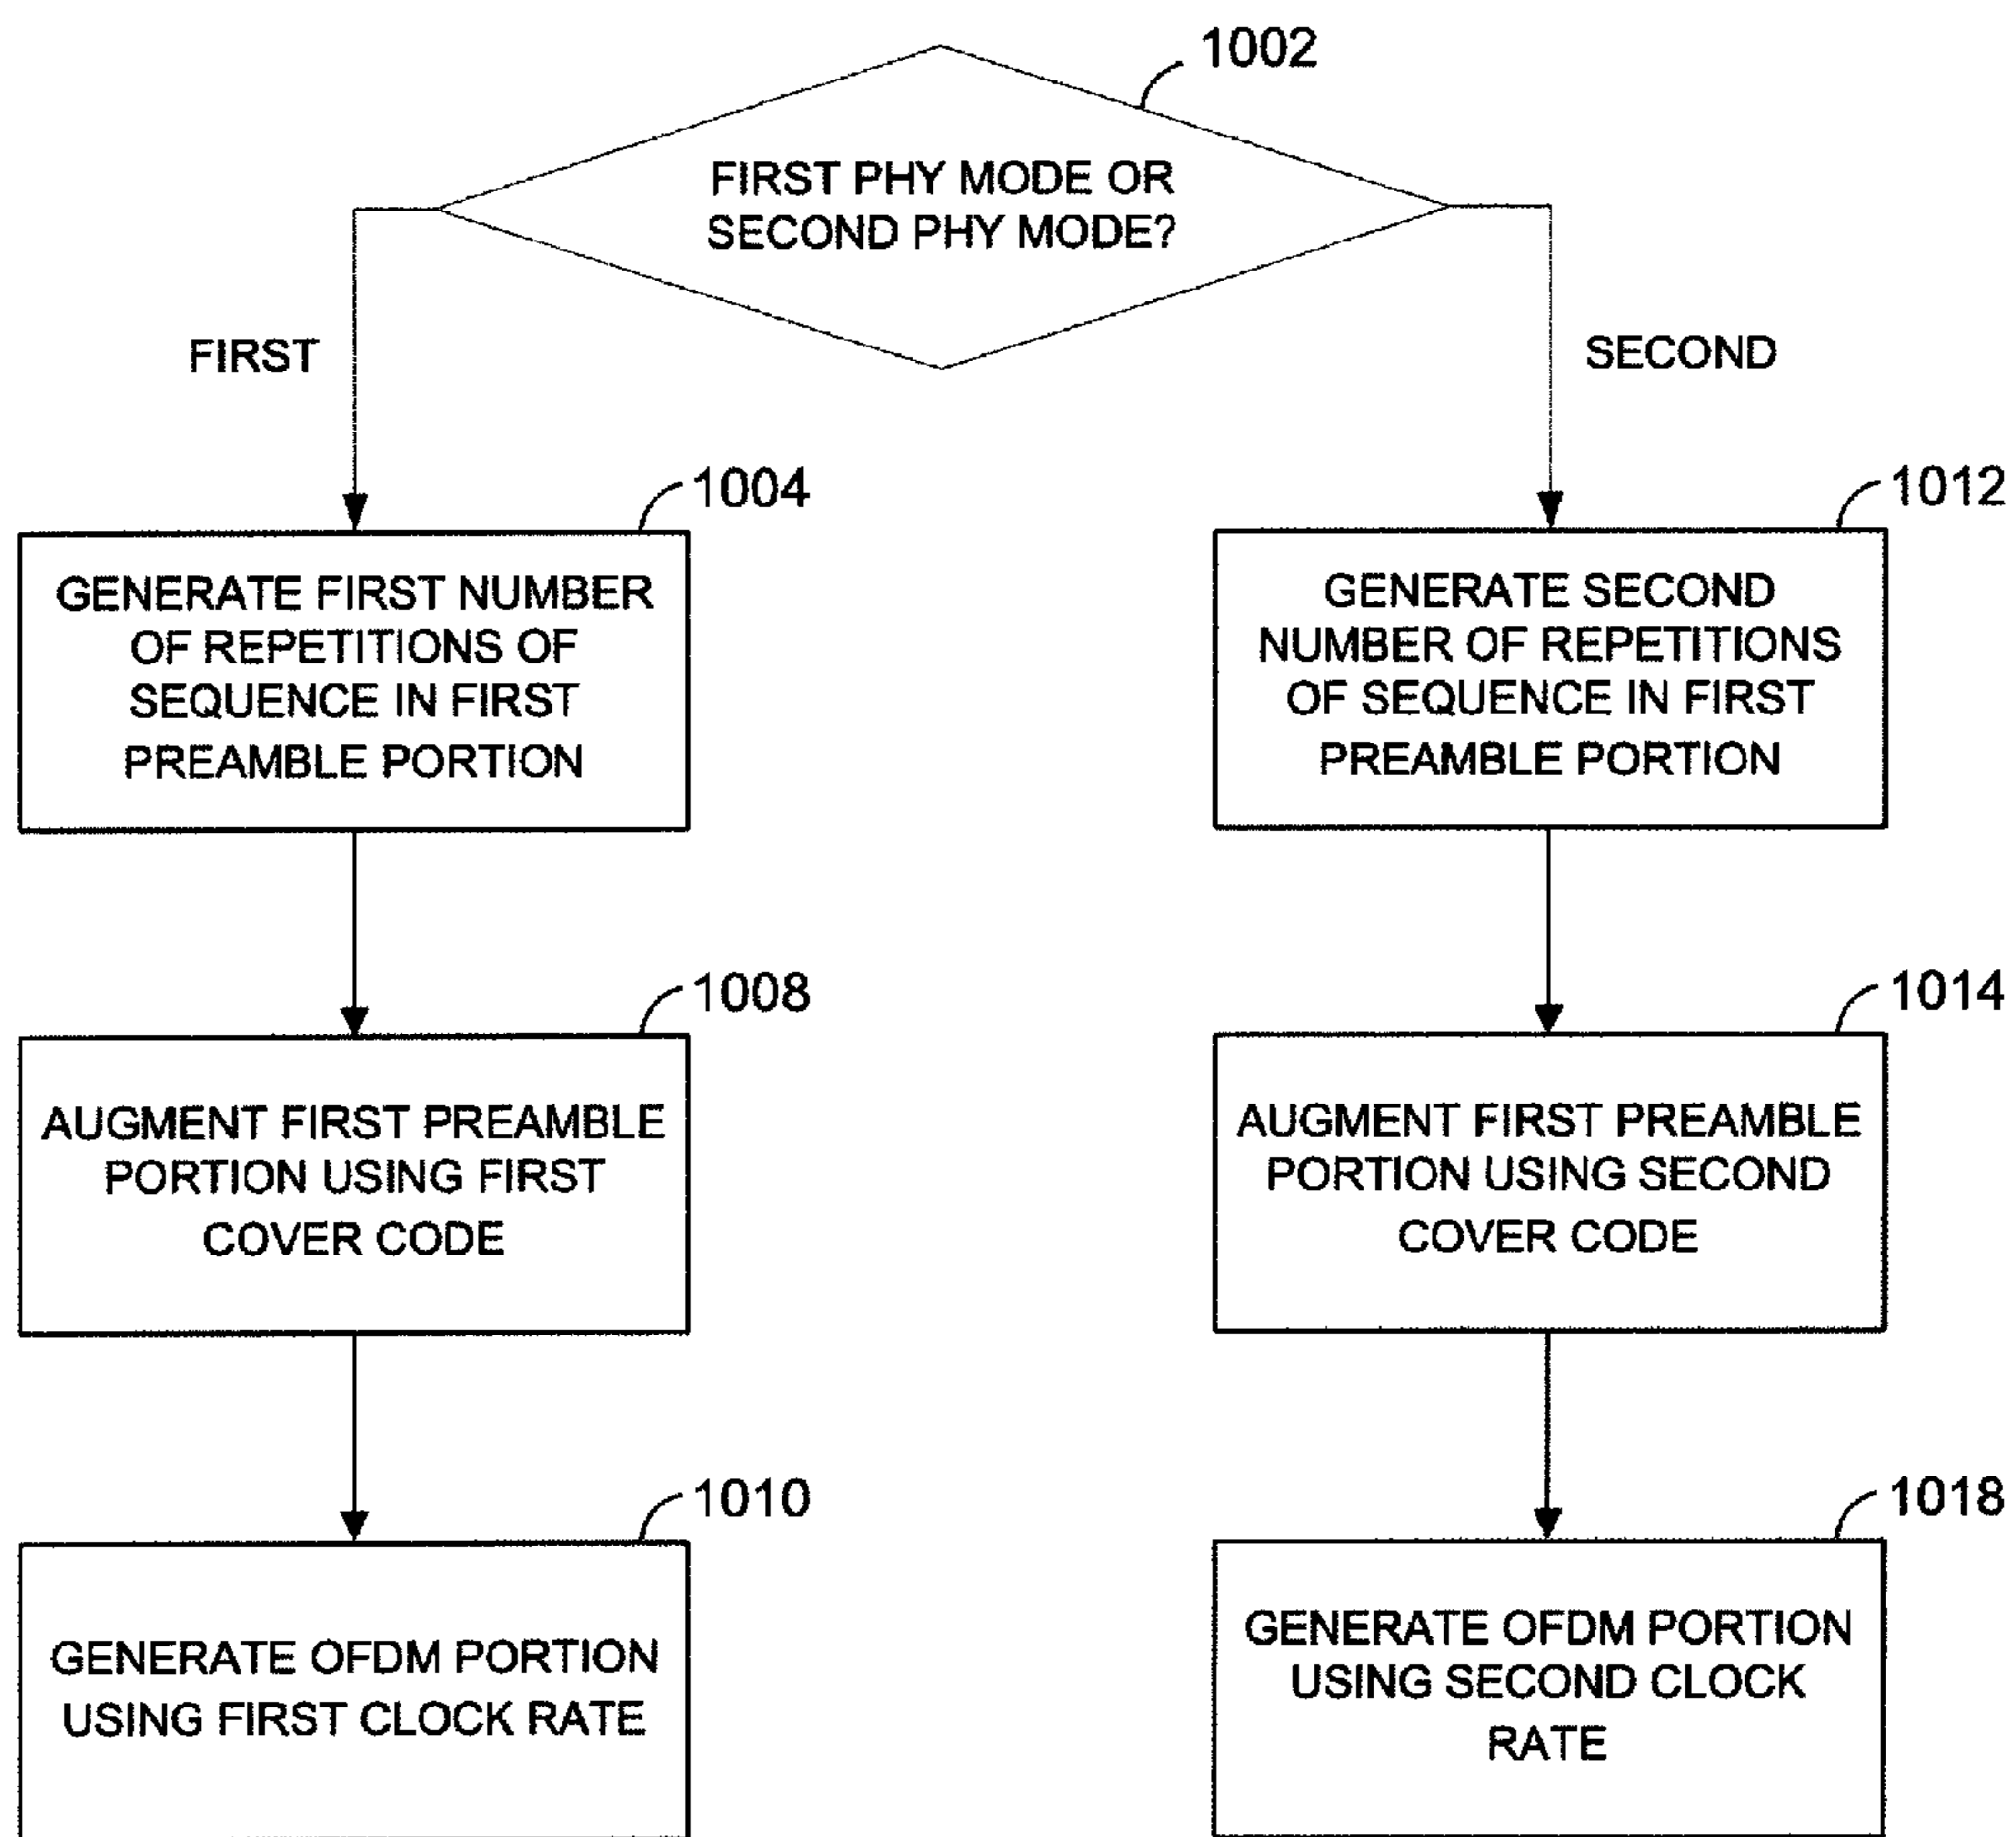 1002
FIRST PHY MODE OR
SECOND PHY MODE?
FIRST
SECOND
1004
GENERATE FIRST NUMBER
OF REPETITIONS OF
SEQUENCE IN FIRST
PREAMBLE PORTION
1012
GENERATE SECOND
NUMBER OF REPETITIONS
OF SEQUENCE IN FIRST
PREAMBLE PORTION
1008
AUGMENT FIRST PREAMBLE
PORTION USING FIRST
COVER CODE
1014
AUGMENT FIRST PREAMBLE
PORTION USING SECOND
COVER CODE
1010
GENERATE OFDM PORTION
USING FIRST CLOCK RATE
1018
GENERATE OFDM PORTION
USING SECOND CLOCK
RATE